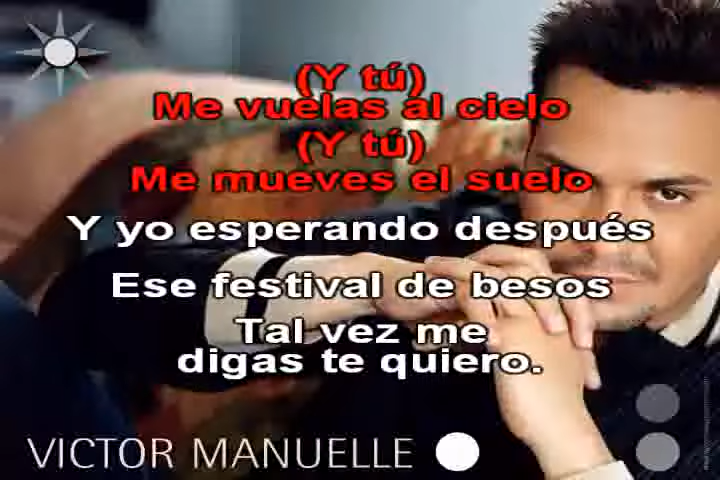 (Y tú)
Me vuelas al cielo
(Y tú)
Me mueves el suelo
Y yo esperando después
Ese festival de besos
Tal vez me
digas te quiero.
VICTOR MANUELLE